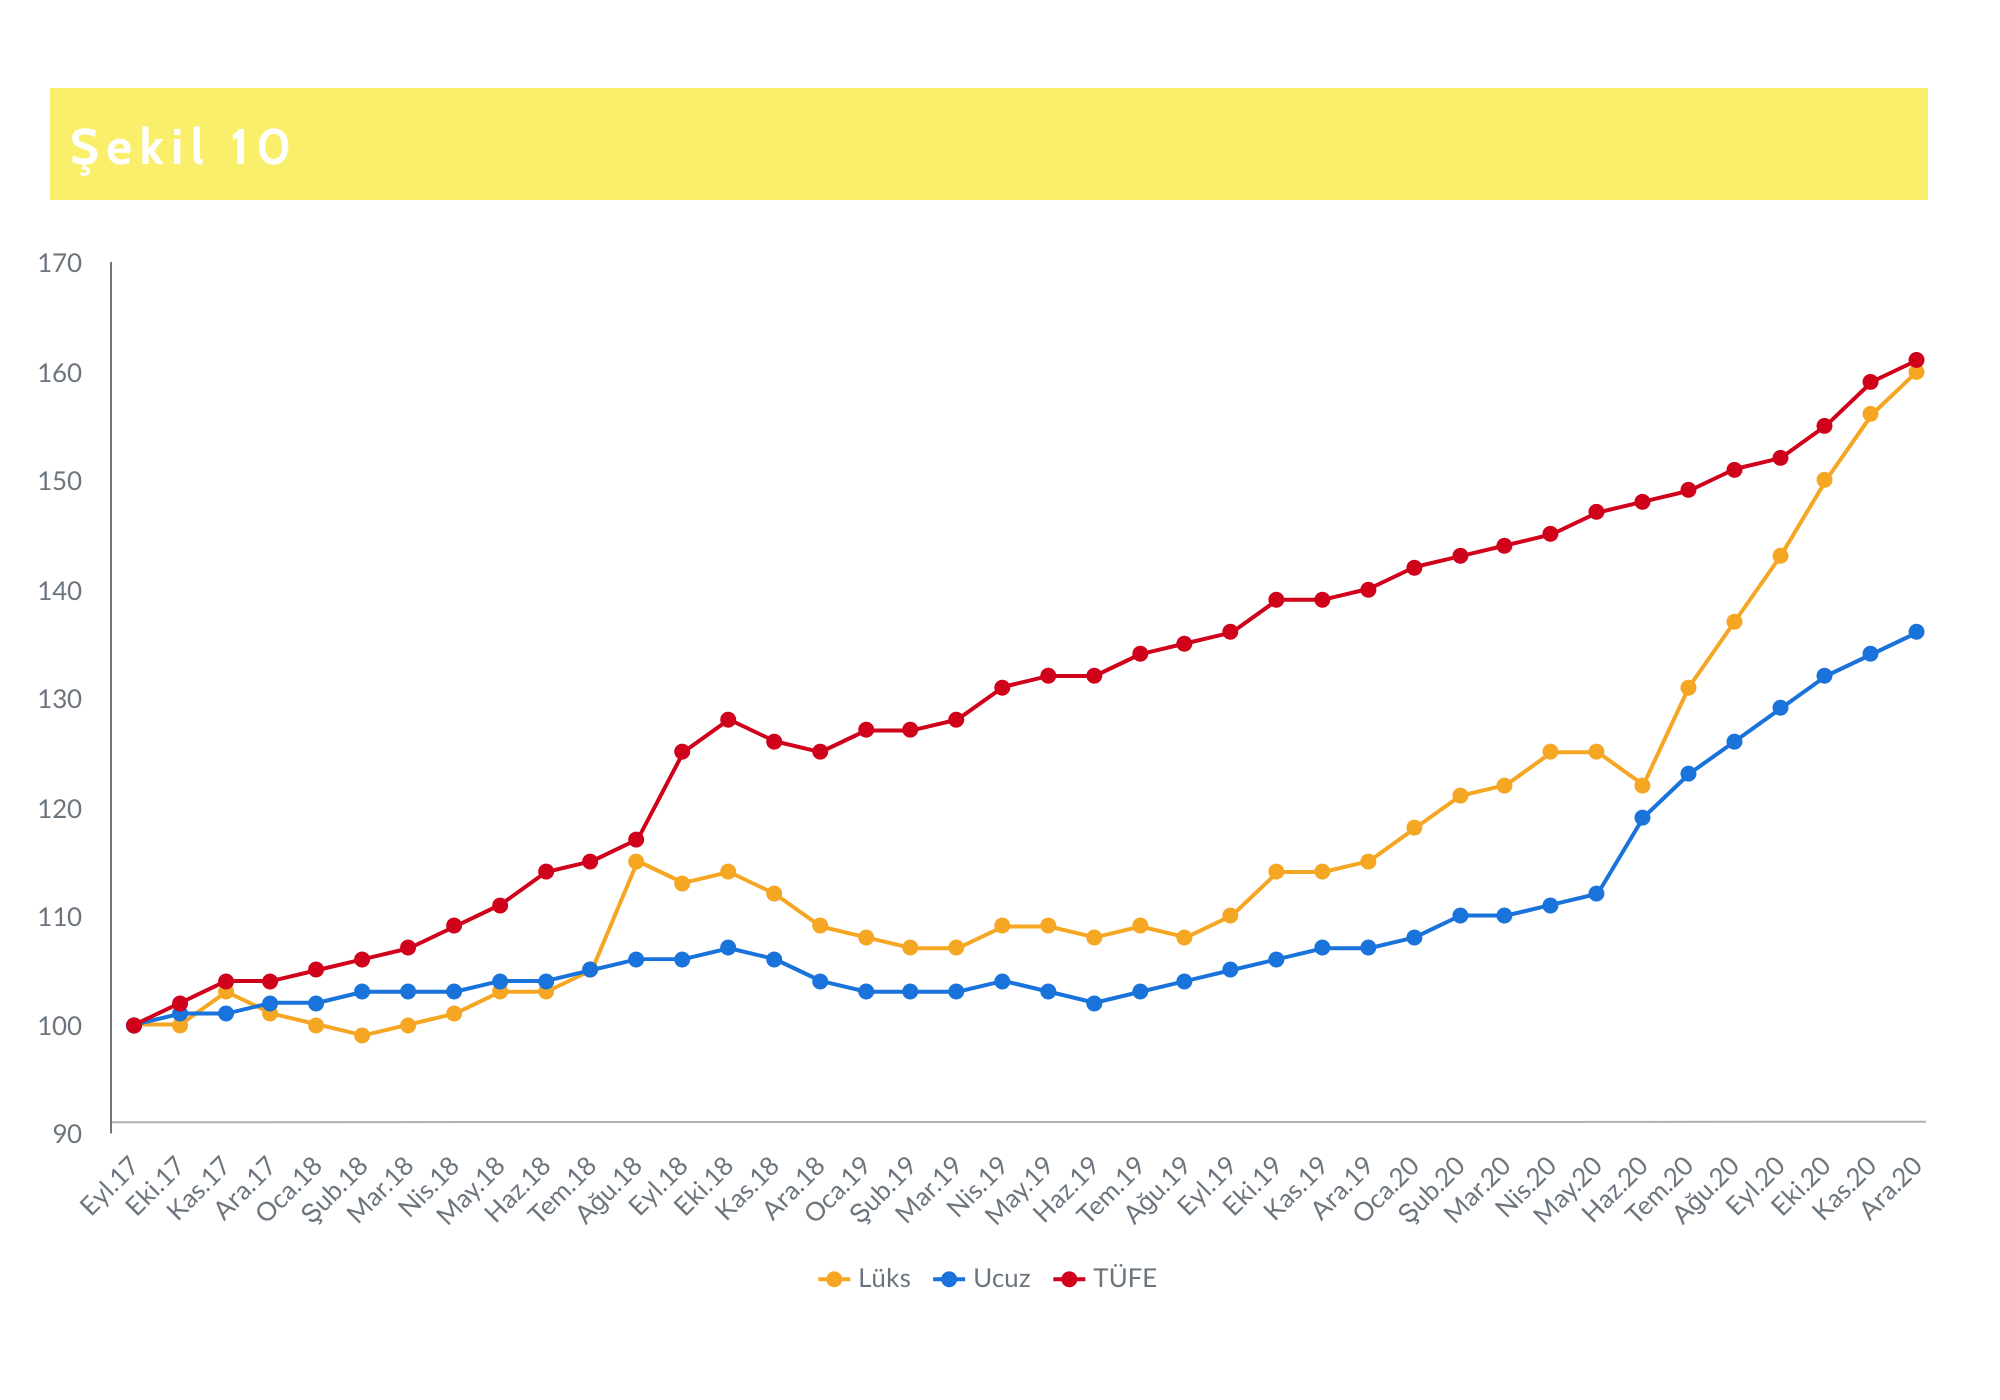 Şekil 10
170
160
150
140
130
120
110
100
90
Eyl.17
Eki.17
Kas.17
Ara.17
Oca.18
Şub.18
Mar.18
Nis.18
May.18
Haz.18
Tem.18
Ağu.18
Eyl.18
Eki.18
Kas.18
Ara.18
Oca.19
Şub.19
Mar.19
Nis.19
May.19
Haz.19
Tem.19
Ağu.19
Eyl.19
Eki.19
Kas.19
Ara.19
Oca.20
Şub.20
Mar.20
Nis.20
May.20
Haz.20
Tem.20
Ağu.20
Eyl.20
Eki.20
Kas.20
Ara.20
Lüks Ucuz TÜFE